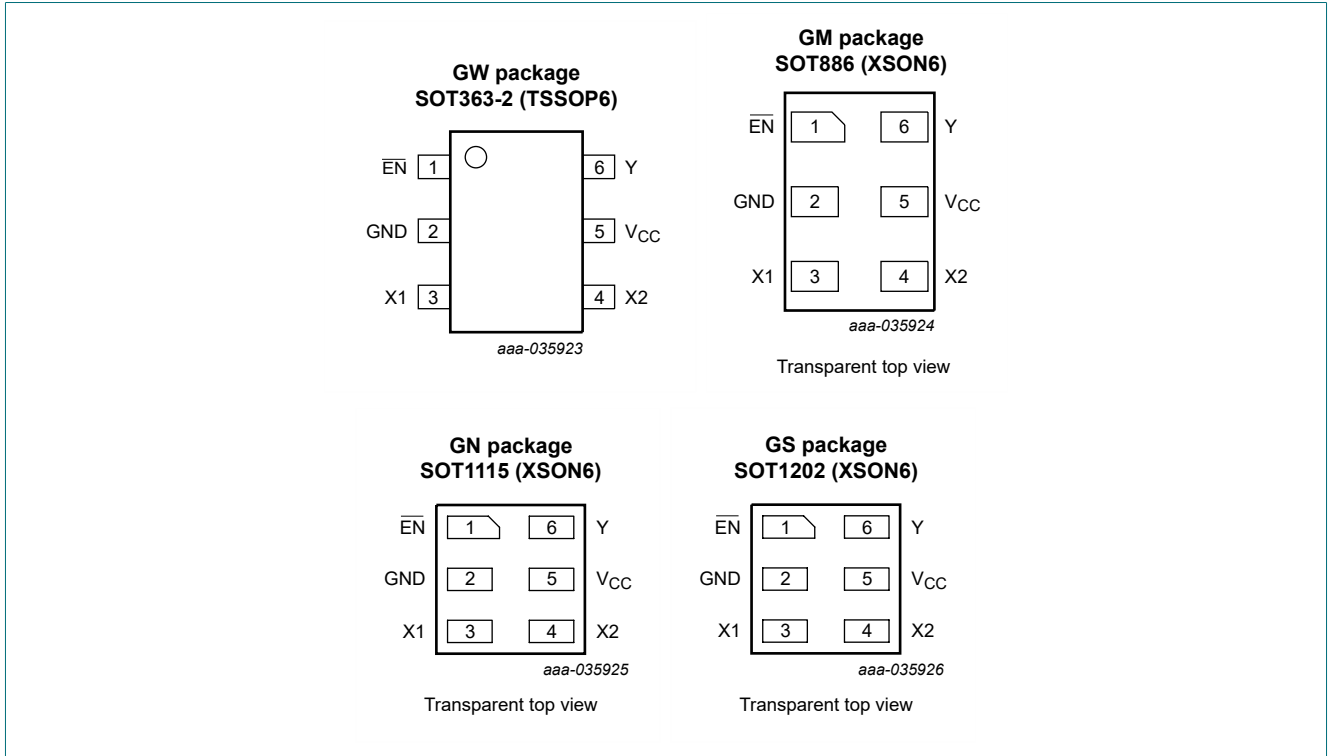 GW package
SOT363-2 (TSSOP6)
EN 1 6 Y
GND 2 5 VCC
X1 3 4 X2
aaa-035923
GM package
SOT886 (XSON6)
EN 1 6 Y
GND 2 5 VCC
X1 3 4 X2
aaa-035924
Transparent top view
GN package
SOT1115 (XSON6)
EN 1 6 Y
GND 2 5 VCC
X1 3 4 X2
aaa-035925
Transparent top view
GS package
SOT1202 (XSON6)
EN 1 6 Y
GND 2 5 VCC
X1 3 4 X2
aaa-035926
Transparent top view